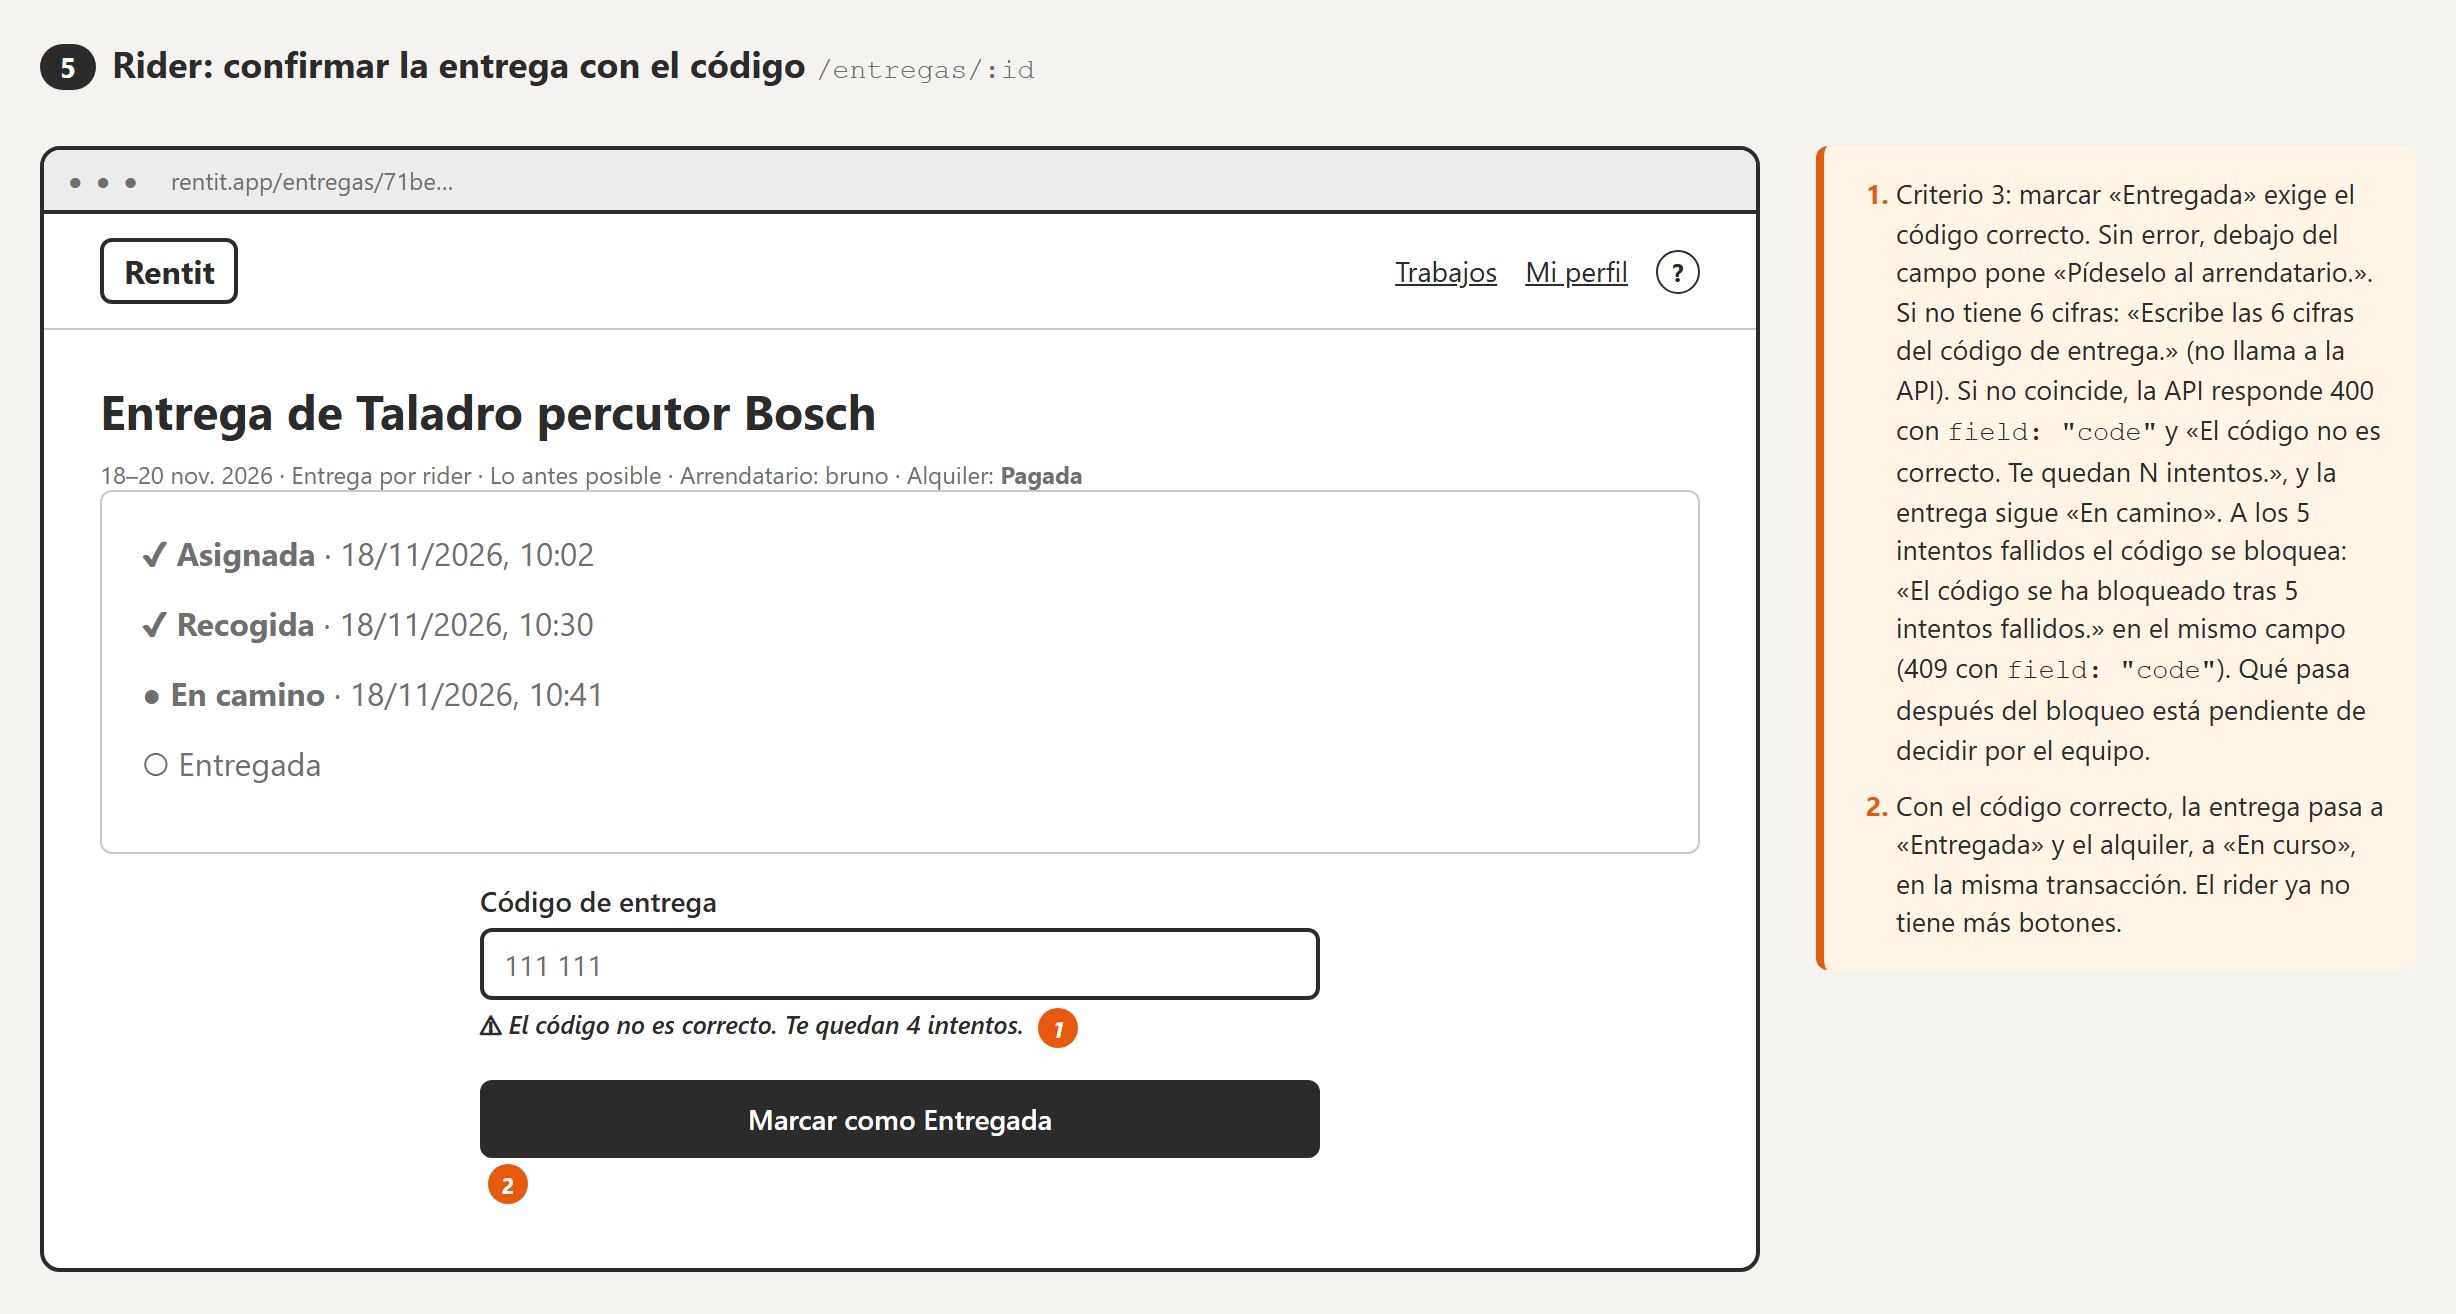 5 Rider: confirmar la entrega con el código /entregas/:id
rentit.app/entregas/71be...
Rentit
Trabajos Mi perfil ?
Entrega de Taladro percutor Bosch
18–20 nov. 2026 · Entrega por rider · Lo antes posible · Arrendatario: bruno · Alquiler: Pagada
✔ Asignada · 18/11/2026, 10:02
✔ Recogida · 18/11/2026, 10:30
● En camino · 18/11/2026, 10:41
○ Entregada
Código de entrega
111 111
⚠ El código no es correcto. Te quedan 4 intentos. 1
Marcar como Entregada
2
1. Criterio 3: marcar «Entregada» exige el
código correcto. Sin error, debajo del
campo pone «Pídeselo al arrendatario.».
Si no tiene 6 cifras: «Escribe las 6 cifras
del código de entrega.» (no llama a la
API). Si no coincide, la API responde 400
con field: "code" y «El código no es
correcto. Te quedan N intentos.», y la
entrega sigue «En camino». A los 5
intentos fallidos el código se bloquea:
«El código se ha bloqueado tras 5
intentos fallidos.» en el mismo campo
(409 con field: "code"). Qué pasa
después del bloqueo está pendiente de
decidir por el equipo.
2. Con el código correcto, la entrega pasa a
«Entregada» y el alquiler, a «En curso»,
en la misma transacción. El rider ya no
tiene más botones.